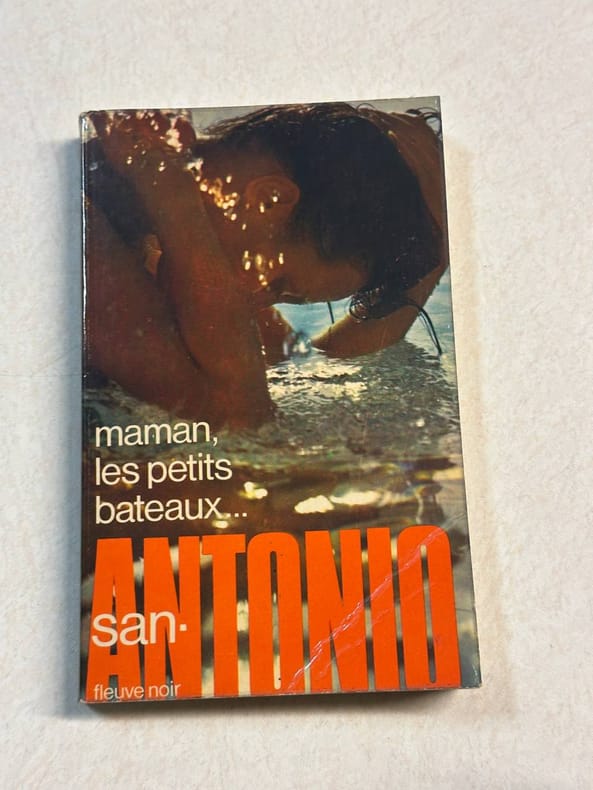 maman,
les petits
bateaux...
san-
ANTONIO
fleuve noir